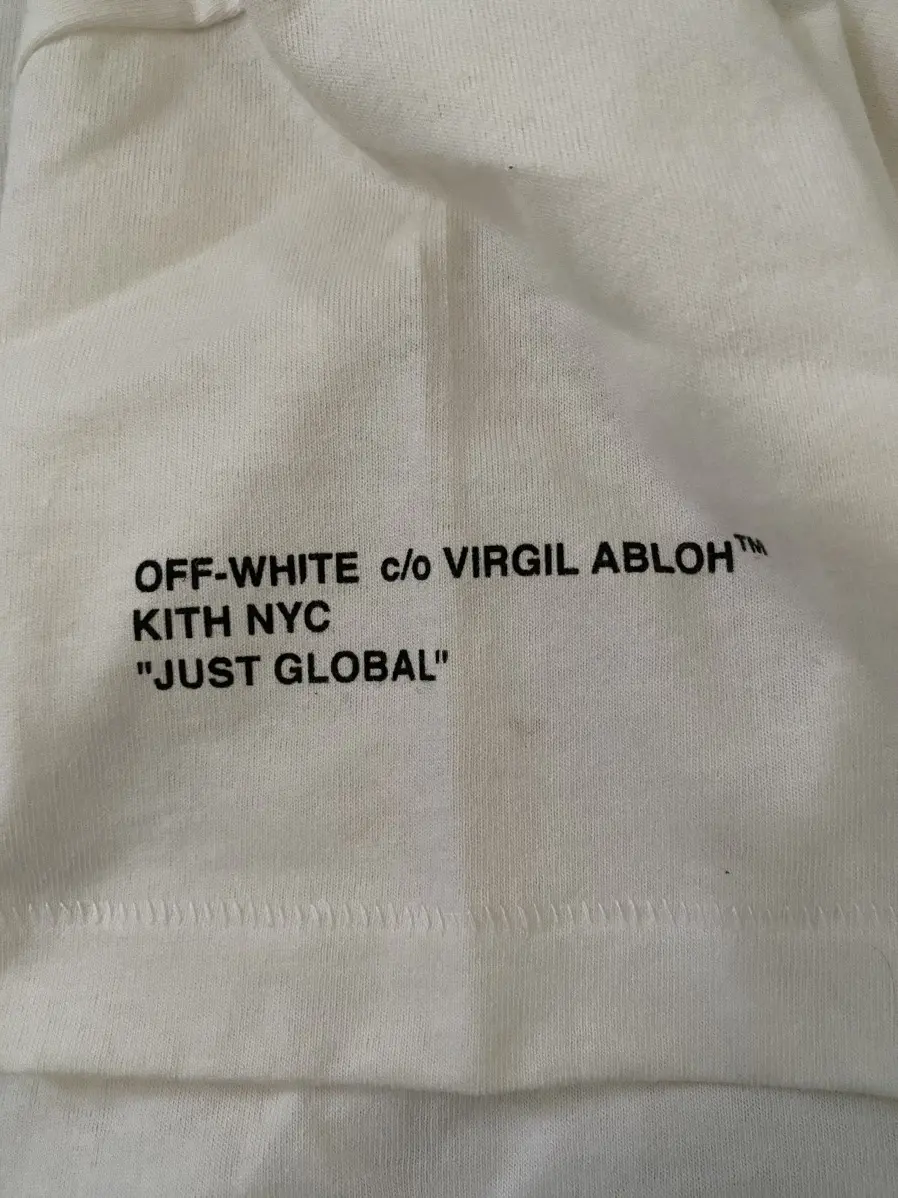 OFF-WHITE c/o VIRGIL ABLOH™
KITH NYC
"JUST GLOBAL"